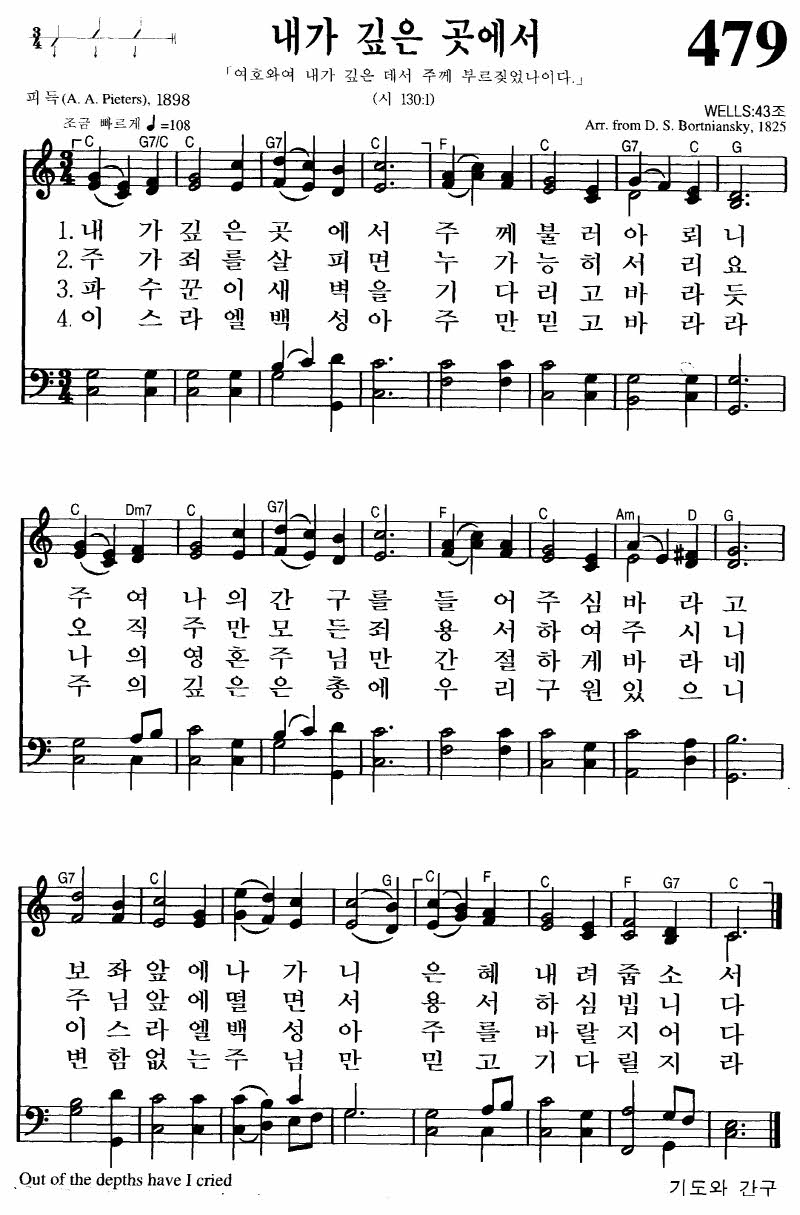 3/4
내가 깊은 곳에서
479
「여호와여 내가 깊은 데서 주께 부르짖었나이다.」
피득(A. A. Pieters), 1898
(시 130:1)
WELLS:43조
조금 빠르게 ♩=108
Arr. from D. S. Bortniansky, 1825
C G7/C C G7 C F C G7 C G
3/4
1. 내 가 깊 은 곳 에 서 주 께 불 러 아 뢰 니
2. 주 가 죄 를 살 피 면 누 가 능 히 서 리 요
3. 파 수 꾼 이 새 벽 을 기 다 리 고 바 라 듯
4. 이 스 라 엘 백 성 아 주 만 믿 고 바 라 라
3/4
C Dm7 C G7 C F C Am D G
주 여 나 의 간 구 를 들 어 주 심 바 라 고
오 직 주 만 모 든 죄 용 서 하 여 주 시 니
나 의 영 혼 주 님 만 간 절 하 게 바 라 네
주 의 깊 은 은 총 에 우 리 구 원 있 으 니
G7 C G C F C F G7 C
보 좌 앞 에 나 가 니 은 혜 내 려 줍 소 서
주 님 앞 에 떨 면 서 용 서 하 심 빕 니 다
이 스 라 엘 백 성 아 주 를 바 랄 지 어 다
변 함 없 는 주 님 만 믿 고 기 다 릴 지 라
Out of the depths have I cried
기도와 간구